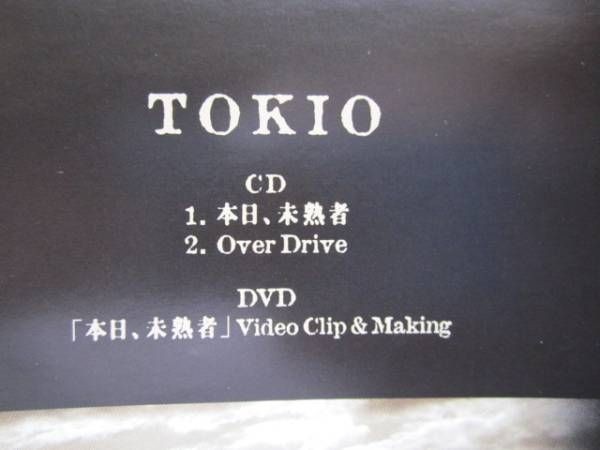 TOKIO
CD
1. 本日、未熟者
2. Over Drive
DVD
「本日、未熟者」Video Clip & Making